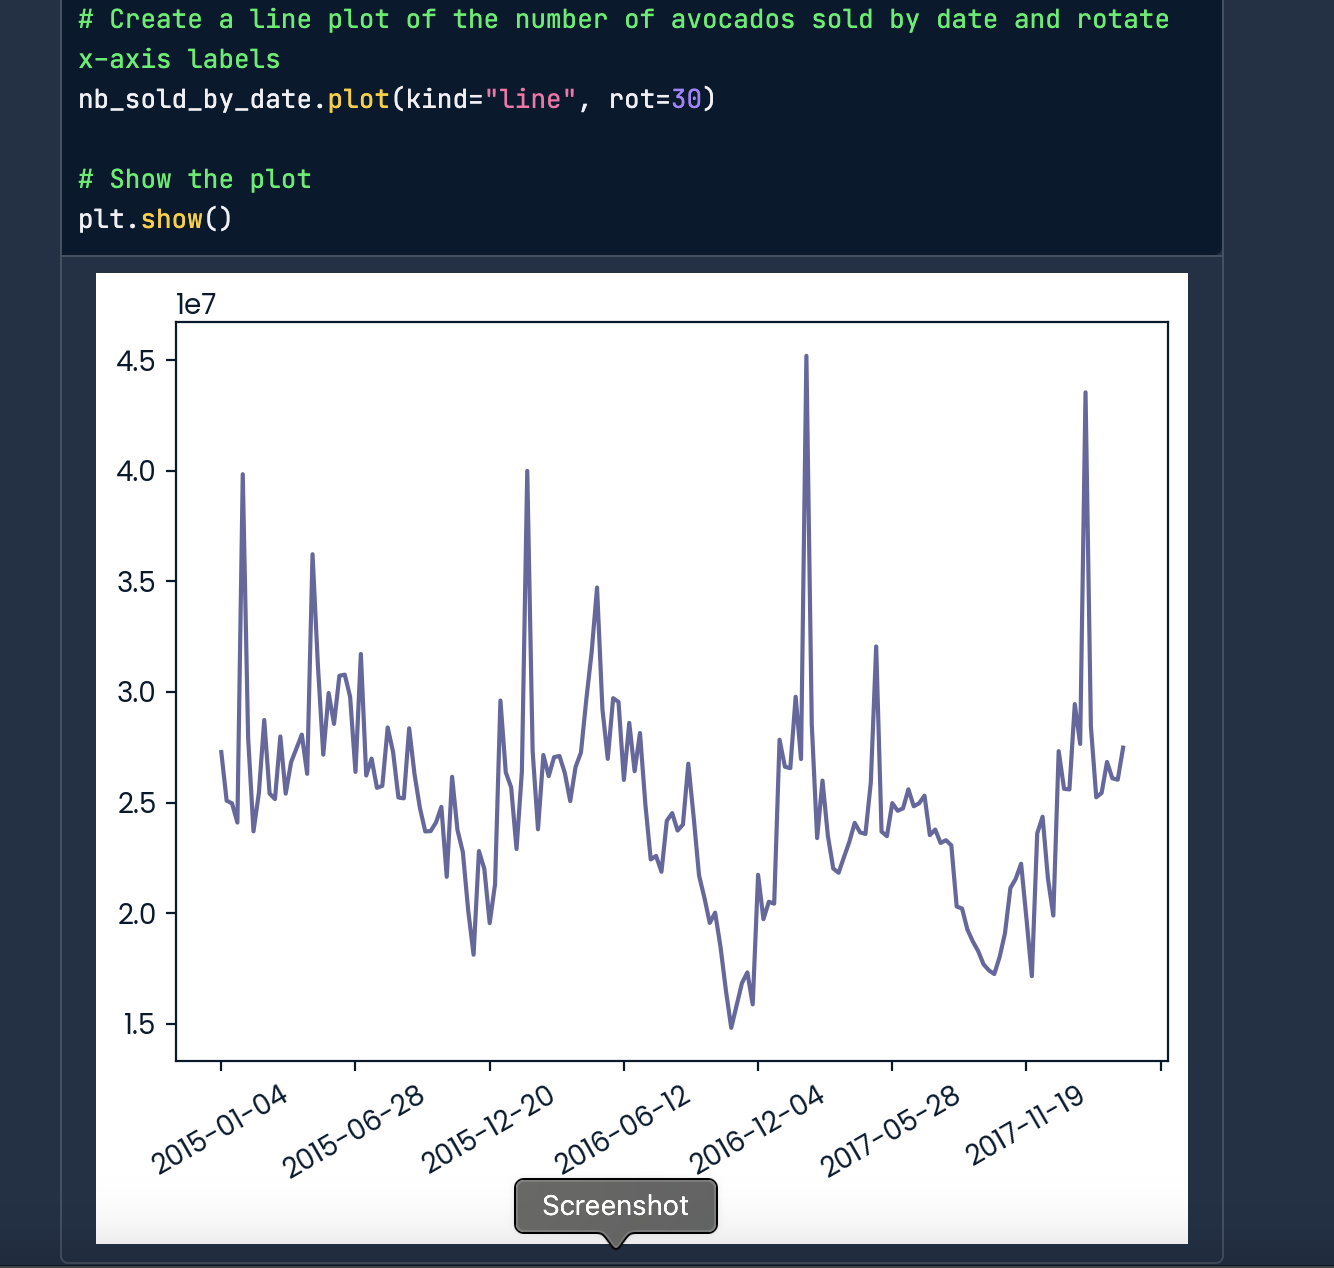 # Create a line plot of the number of avocados sold by date and rotate
x-axis labels
nb_sold_by_date.plot(kind="line", rot=30)
# Show the plot
plt.show()
1e7
4.5
4.0
3.5
3.0
2.5
2.0
1.5
2015-01-04
2015-06-28
2015-12-20
2016-06-12
2016-12-04
2017-05-28
2017-11-19
Screenshot